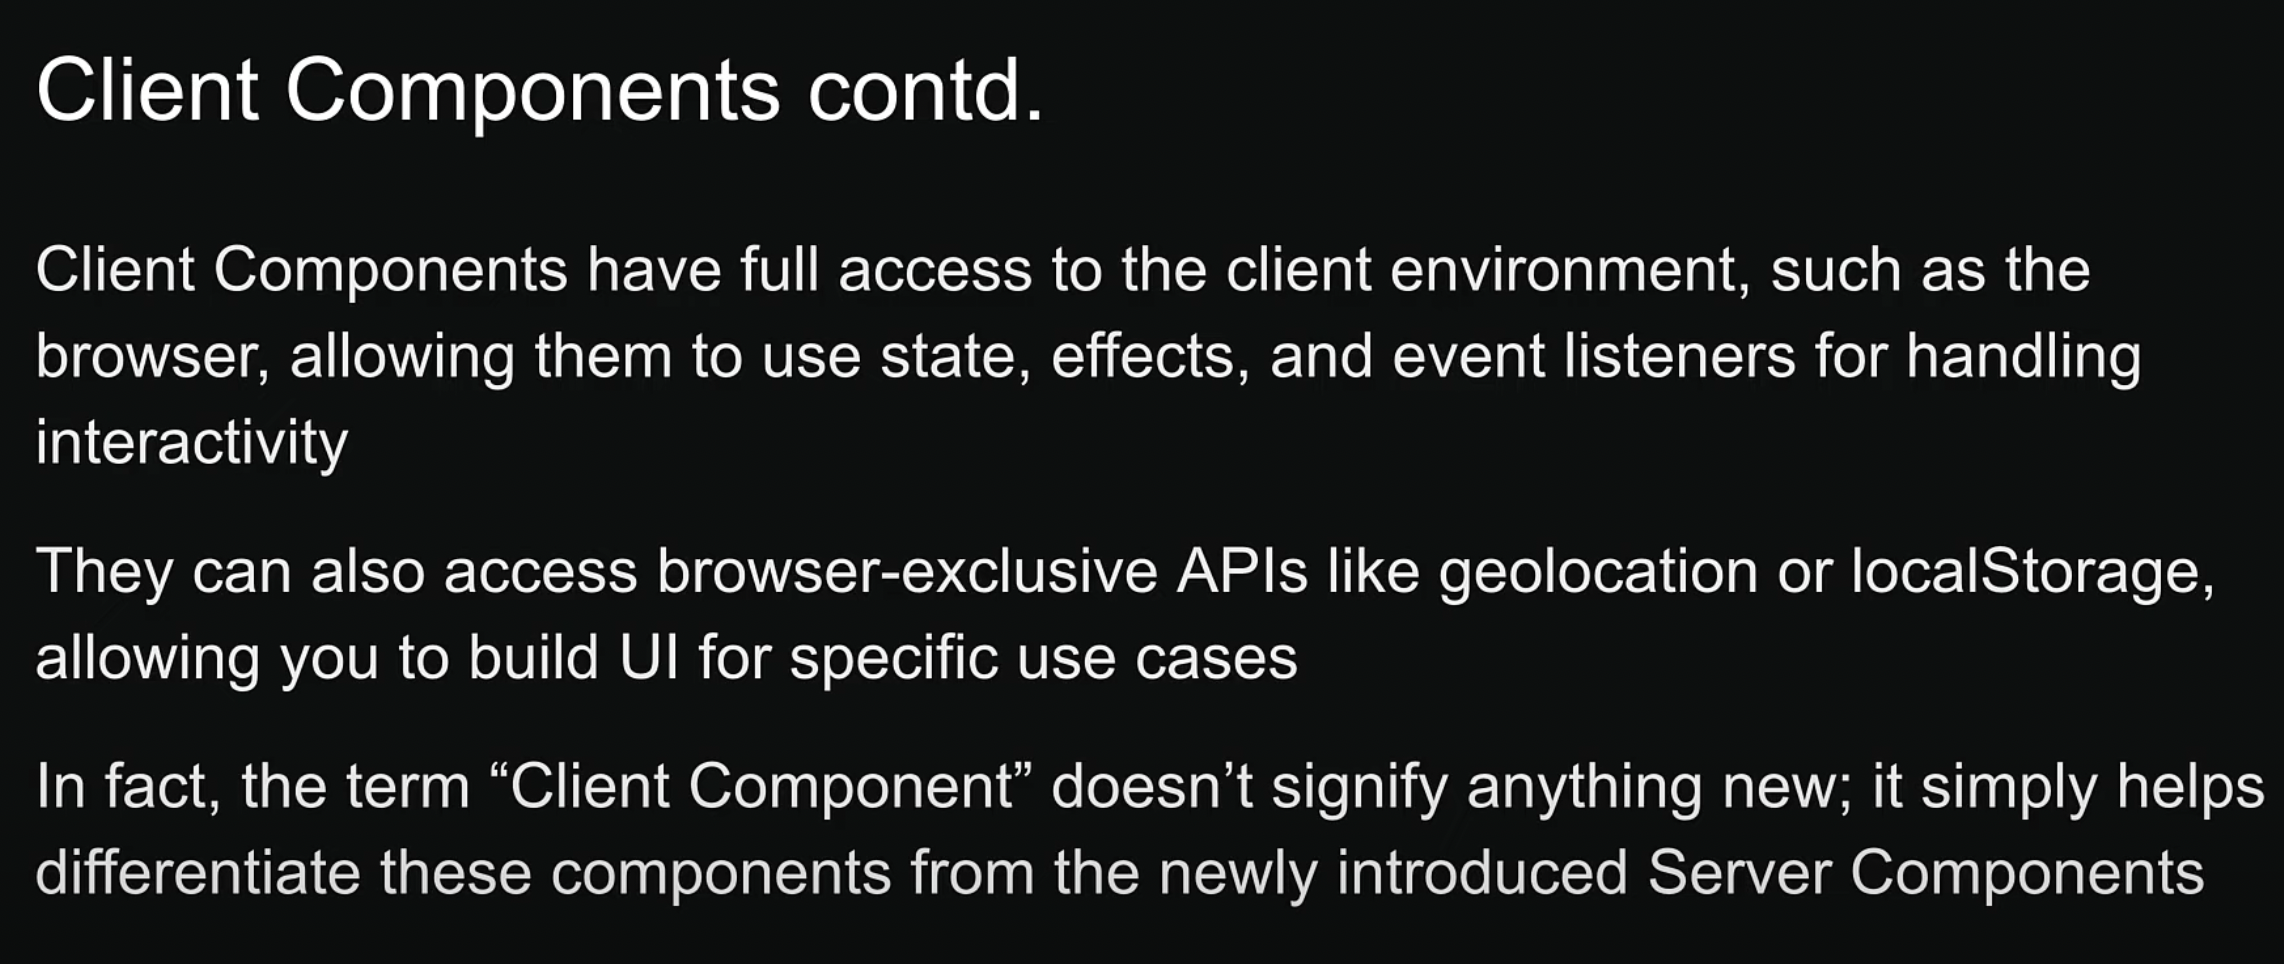 Client Components contd.
Client Components have full access to the client environment, such as the
browser, allowing them to use state, effects, and event listeners for handling
interactivity
They can also access browser-exclusive APIs like geolocation or localStorage,
allowing you to build UI for specific use cases
In fact, the term “Client Component” doesn’t signify anything new; it simply helps
differentiate these components from the newly introduced Server Components